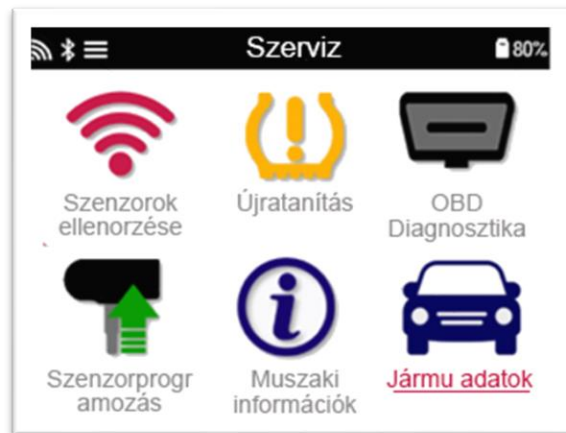 Szerviz
80%
Szenzorok
ellenorzése
Újratanítás
OBD
Diagnosztika
Szenzorprogr
amozás
Muszaki
információk
Jármu adatok